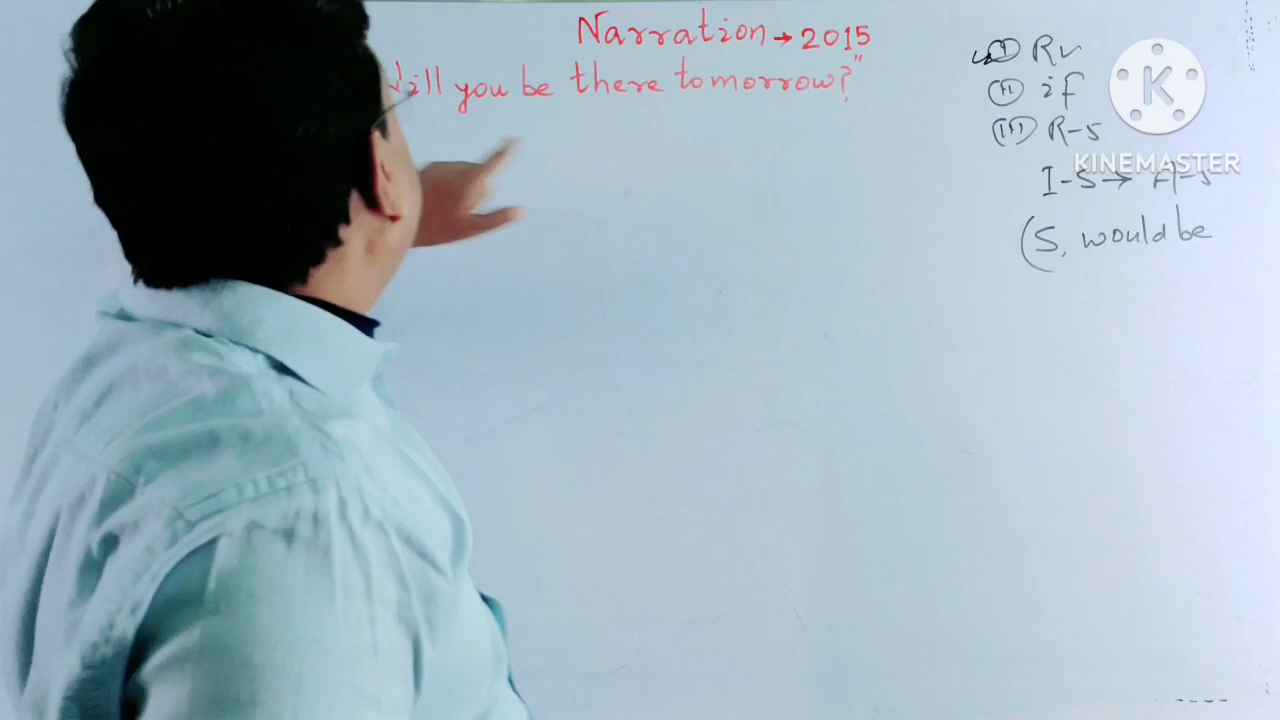 Narration → 2015
will you be there tomorrow?"
(I) Rv
(II) if
(III) R-S
I-S → A-S
(S, would be
K
KINEMASTER